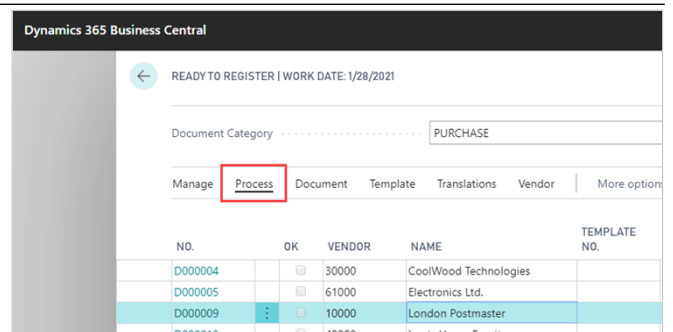 Dynamics 365 Business Central
READY TO REGISTER | WORK DATE: 1/28/2021
Document Category PURCHASE
Manage Process Document Template Translations Vendor More options
TEMPLATE
NO. OK VENDOR NAME NO.
D000004 30000 CoolWood Technologies
D000005 61000 Electronics Ltd.
D000009 10000 London Postmaster